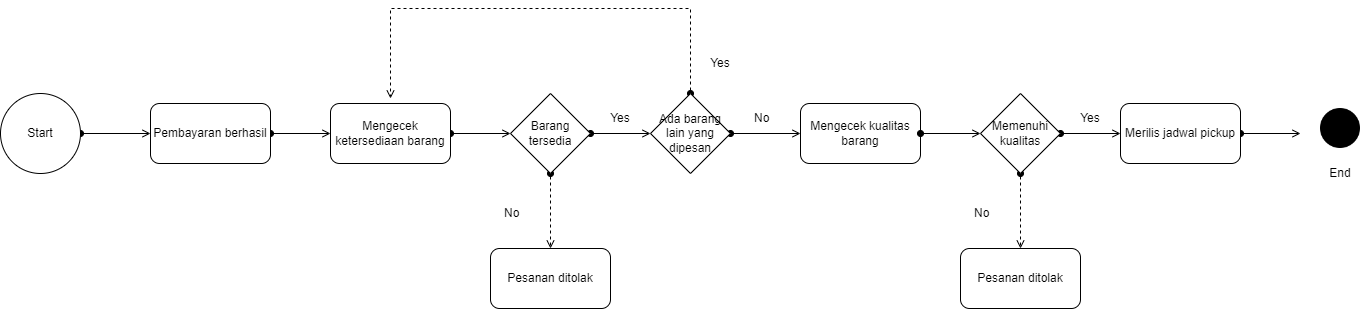 Yes
Start
Pembayaran berhasil
Mengecek
ketersediaan barang
Barang
tersedia
Yes
Ada barang
lain yang
dipesan
No
Mengecek kualitas
barang
Memenuhi
kualitas
Yes
Merilis jadwal pickup
End
No
No
Pesanan ditolak
Pesanan ditolak